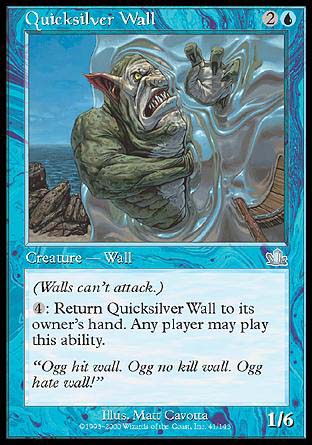 Quicksilver Wall 2
Creature — Wall
(Walls can't attack.)
4: Return Quicksilver Wall to its
owner's hand. Any player may play
this ability.
"Ogg hit wall. Ogg no kill wall. Ogg
hate wall!"
Illus. Matt Cavotta
©1993-2000 Wizards of the Coast, Inc. 41/143
1/6